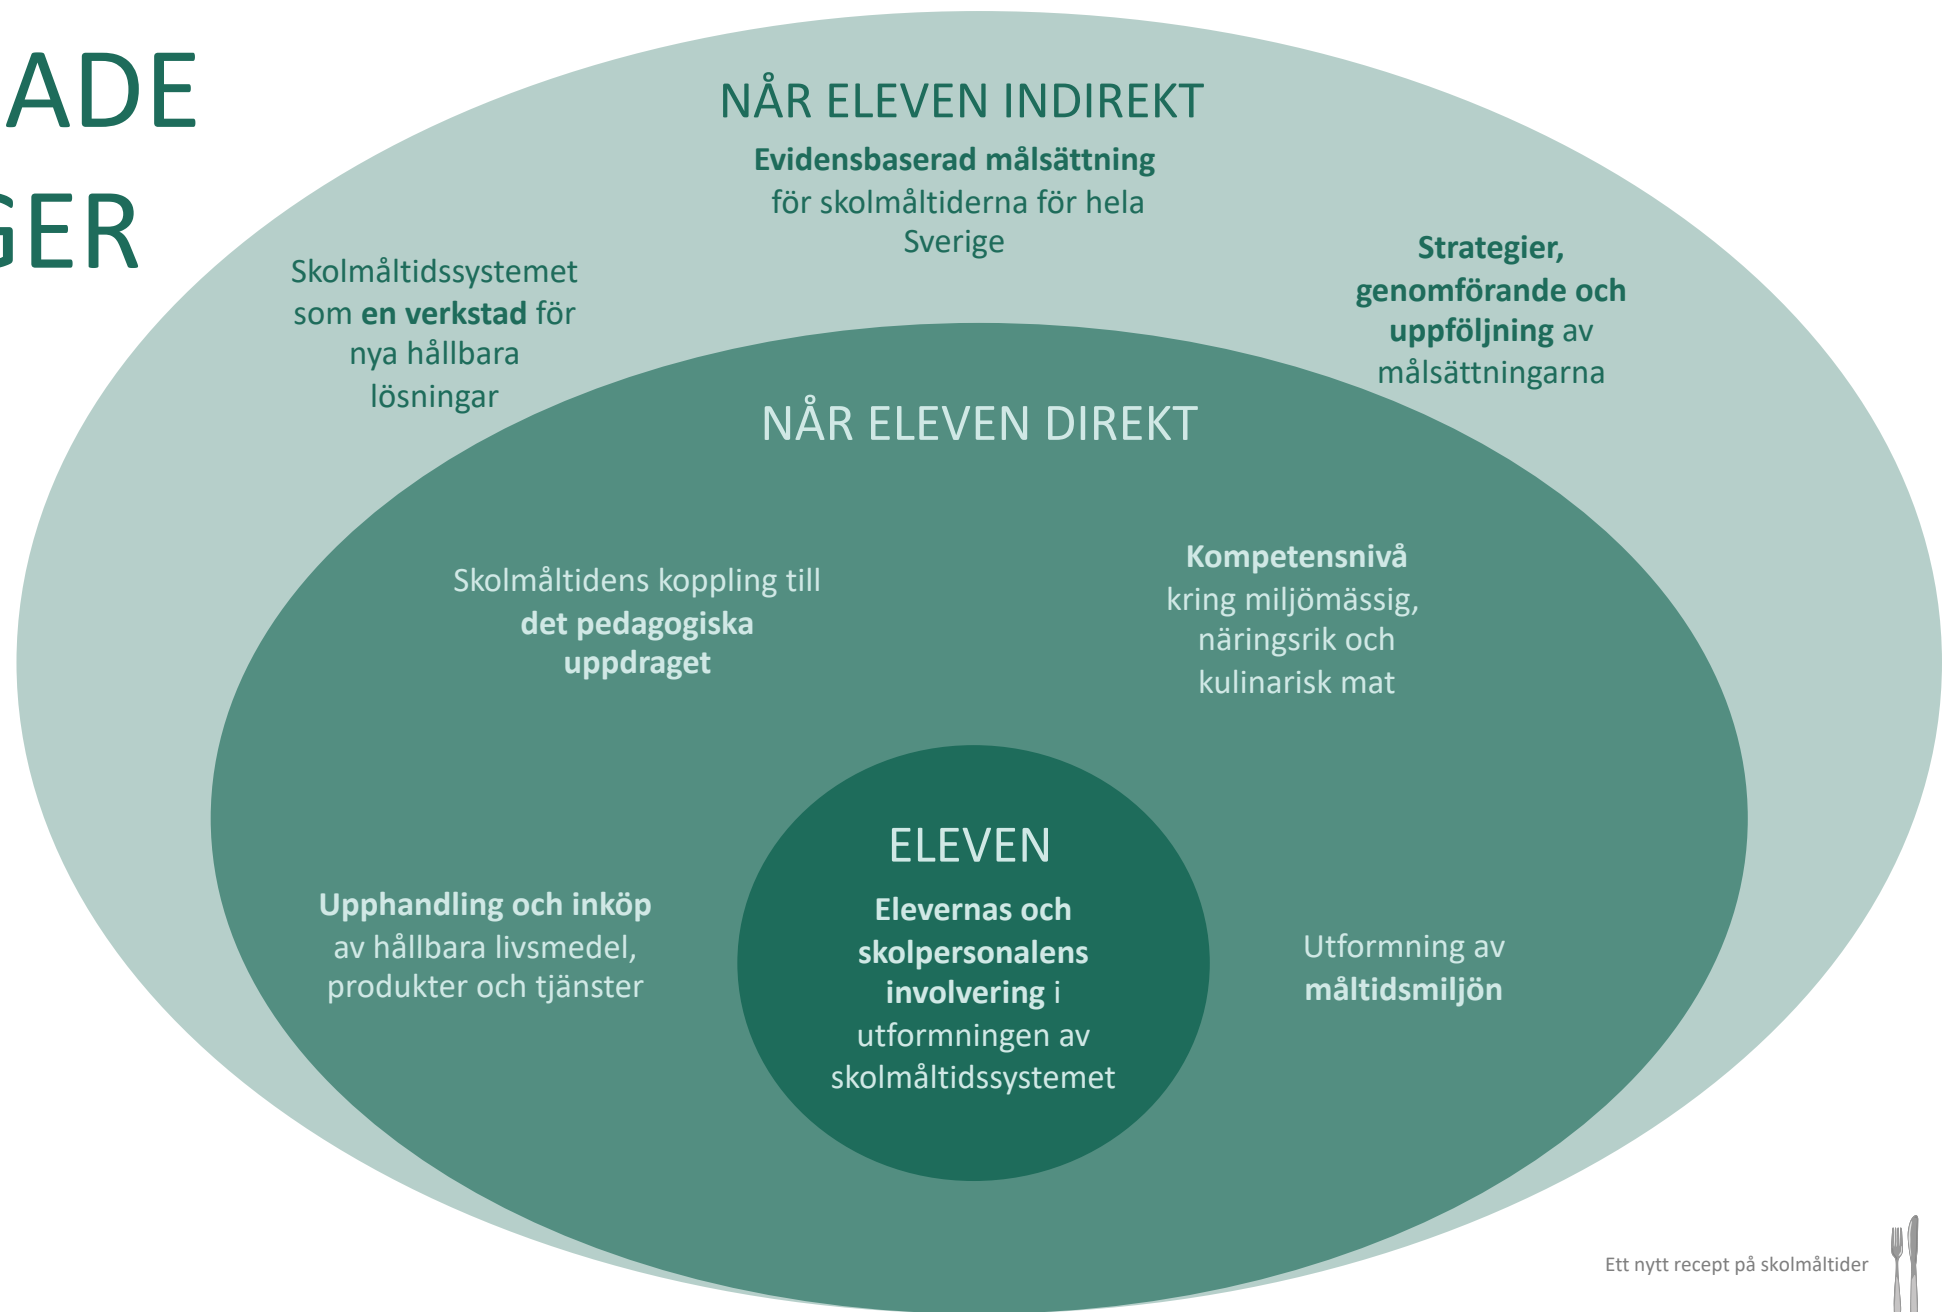 ADE
GER
NÅR ELEVEN INDIREKT
Evidensbaserad målsättning
för skolmåltiderna för hela
Sverige
Skolmåltidssystemet
som en verkstad för
nya hållbara
lösningar
Strategier,
genomförande och
uppföljning av
målsättningarna
NÅR ELEVEN DIREKT
Skolmåltidens koppling till
det pedagogiska
uppdraget
Kompetensnivå
kring miljömässig,
näringsrik och
kulinarisk mat
Upphandling och inköp
av hållbara livsmedel,
produkter och tjänster
ELEVEN
Elevernas och
skolpersonalens
involvering i
utformningen av
skolmåltidssystemet
Utformning av
måltidsmiljön
Ett nytt recept på skolmåltider